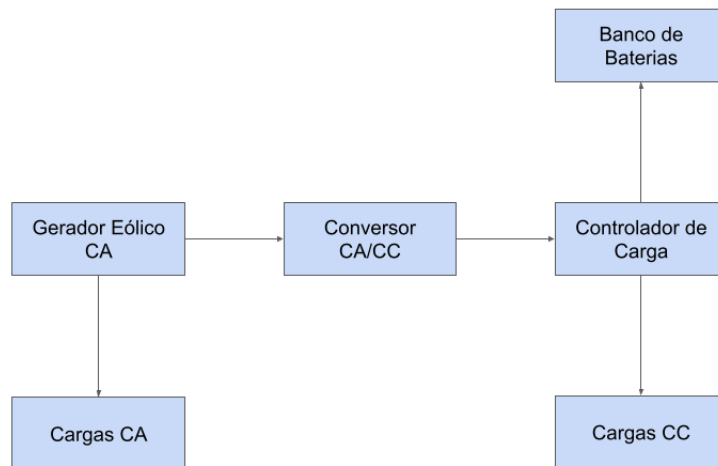 Banco de
Baterias
Gerador Eólico
CA
Conversor
CA/CC
Controlador de
Carga
Cargas CA
Cargas CC